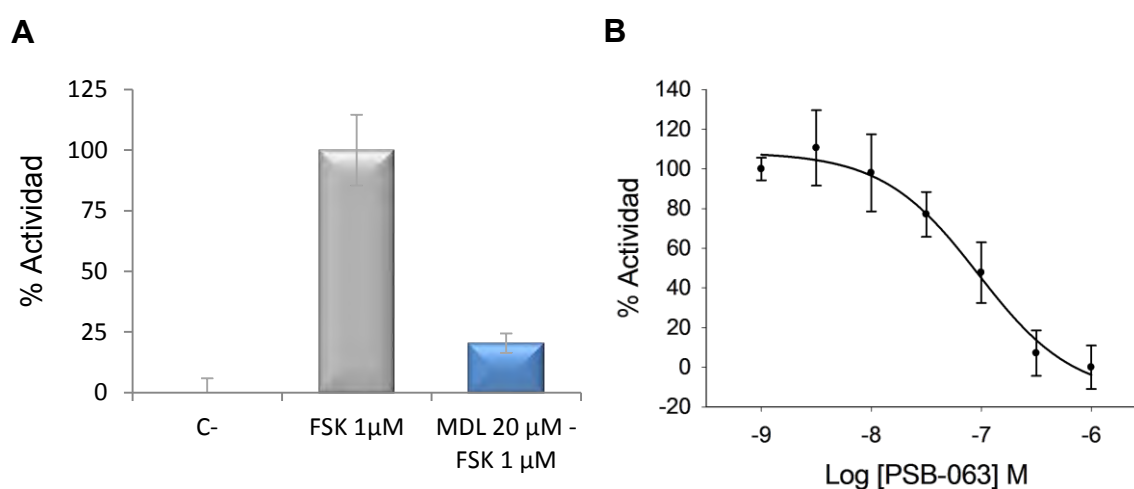 A
% Actividad
125
100
75
50
25
0
C-
FSK 1µM
MDL 20 µM -
FSK 1 µM
B
% Actividad
140
120
100
80
60
40
20
0
-20
-9
-8
-7
-6
Log [PSB-063] M